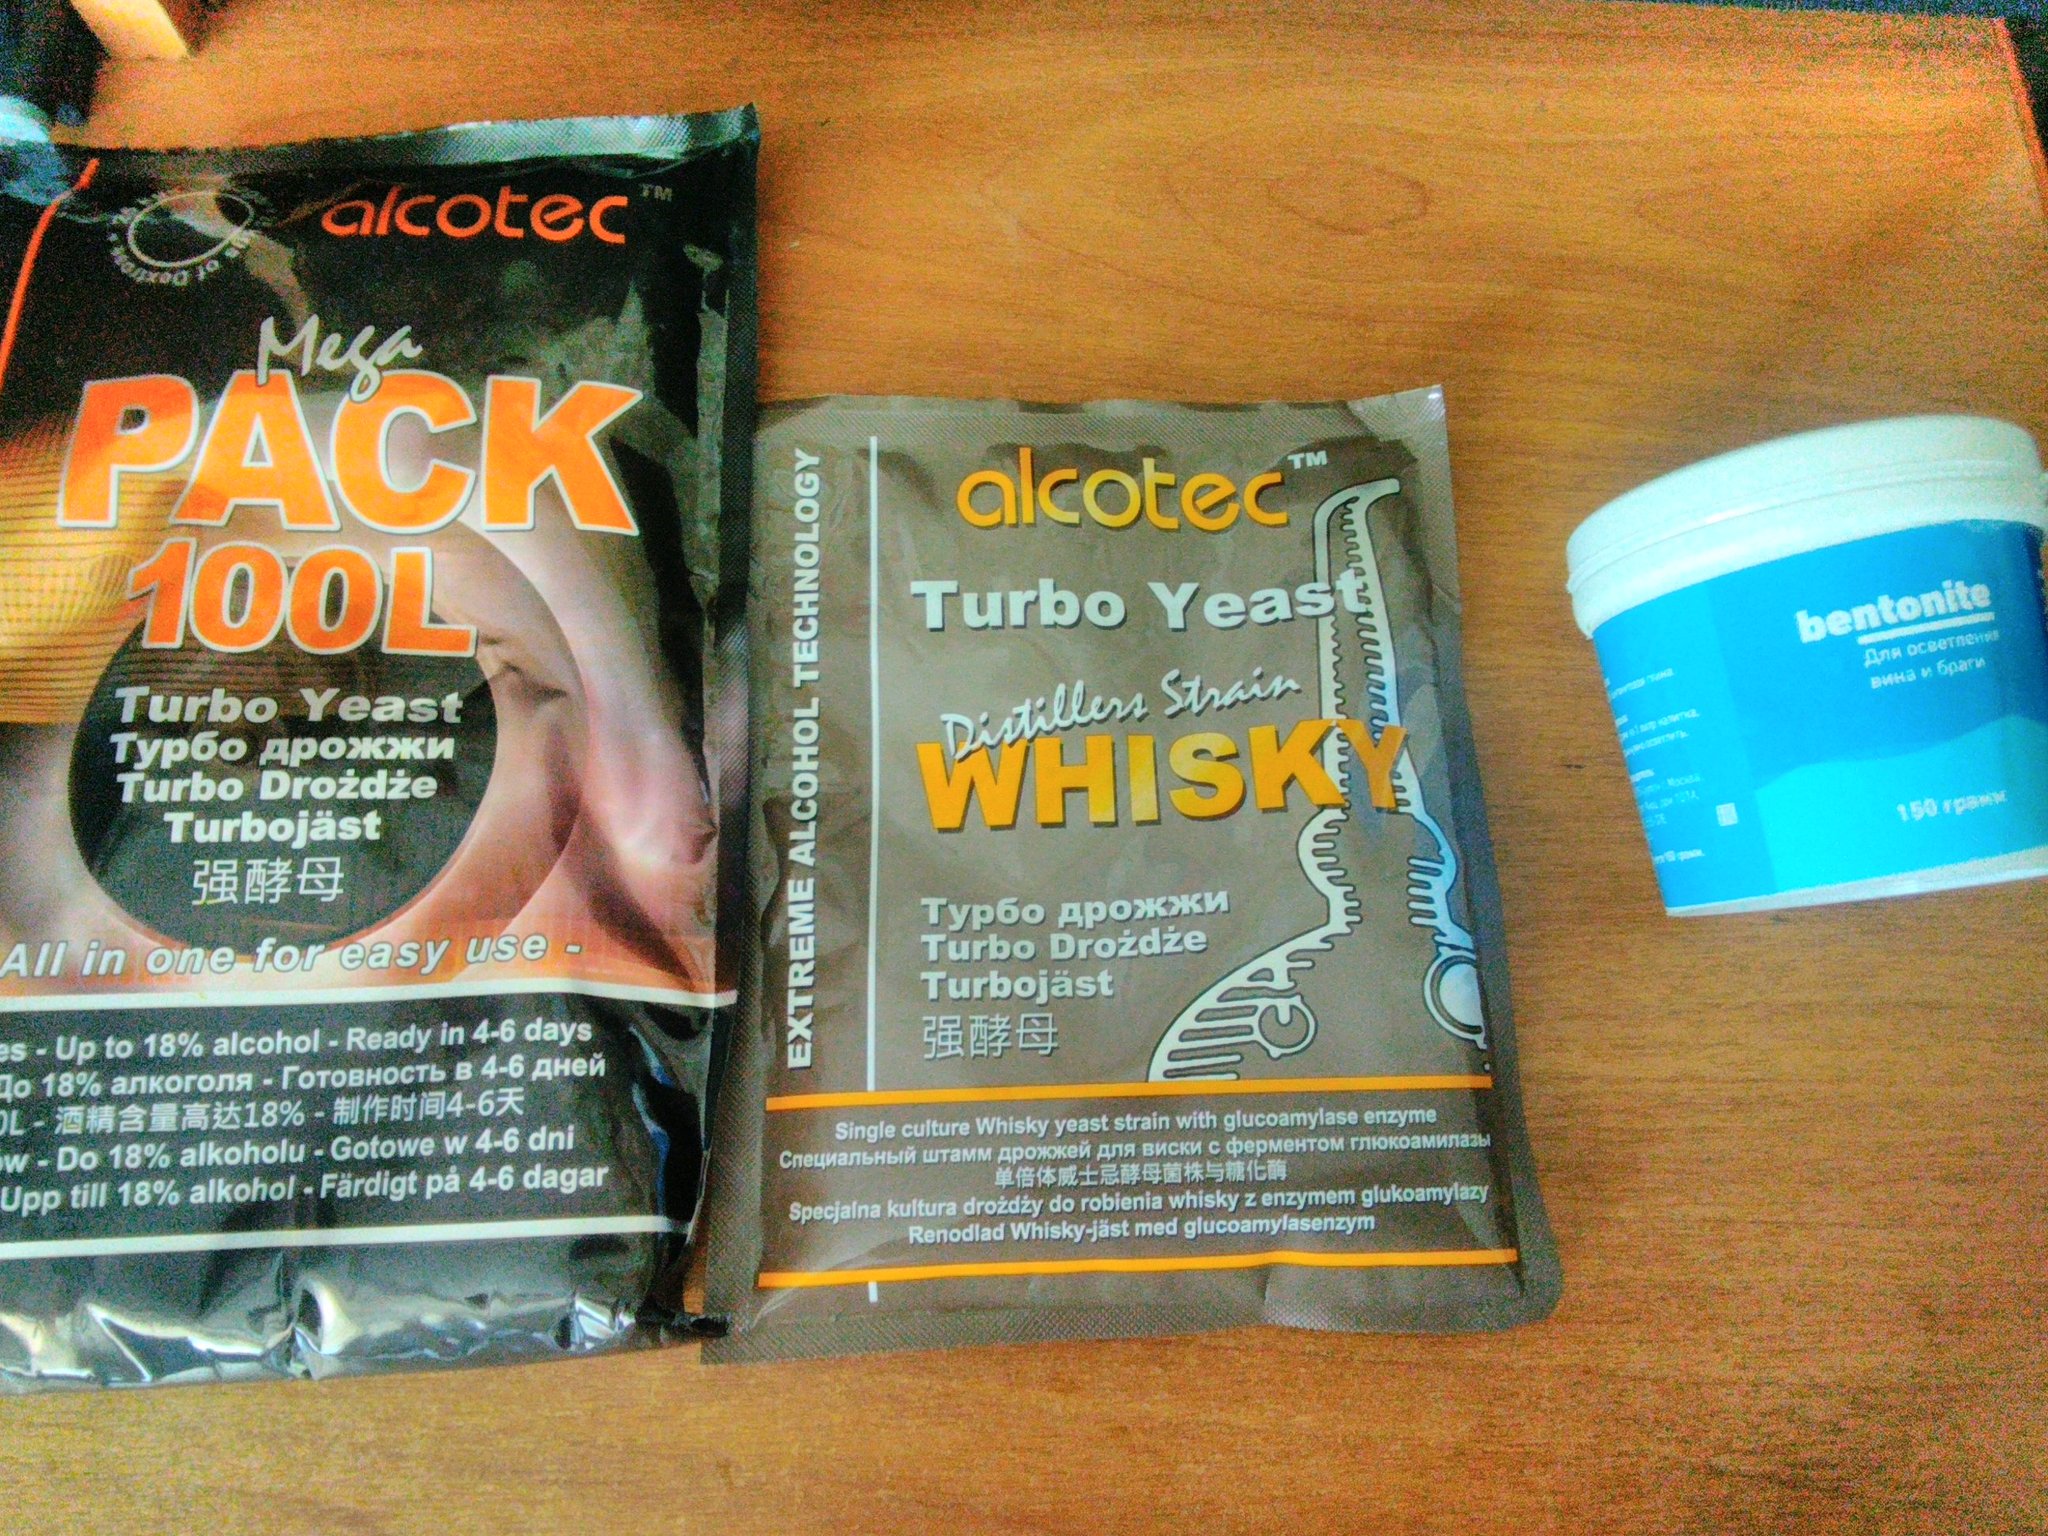 alcotec™
Mega
PACK
100L
Turbo Yeast
Турбо дрожжи
Turbo Drożdże
Turbojäst
强酵母
All in one for easy use -
es - Up to 18% alcohol - Ready in 4-6 days
До 18% алкоголя - Готовность в 4-6 дней
0L - 酒精含量高达18% - 制作时间4-6天
ow - Do 18% alkoholu - Gotowe w 4-6 dni
Upp till 18% alkohol - Färdigt på 4-6 dagar
EXTREME ALCOHOL TECHNOLOGY
alcotec™
Turbo Yeast
Distillers Strain
WHISKY
Турбо дрожжи
Turbo Drożdże
Turbojäst
强酵母
Single culture Whisky yeast strain with glucoamylase enzyme
Специальный штамм дрожжей для виски с ферментом глюкоамилазы
单倍体威士忌酵母菌株与糖化酶
Specjalna kultura drożdży do robienia whisky z enzymem glukoamylazy
Renodlad Whisky-jäst med glucoamylasenzym
bentonite
Для осветления
вина и браги
150 грамм